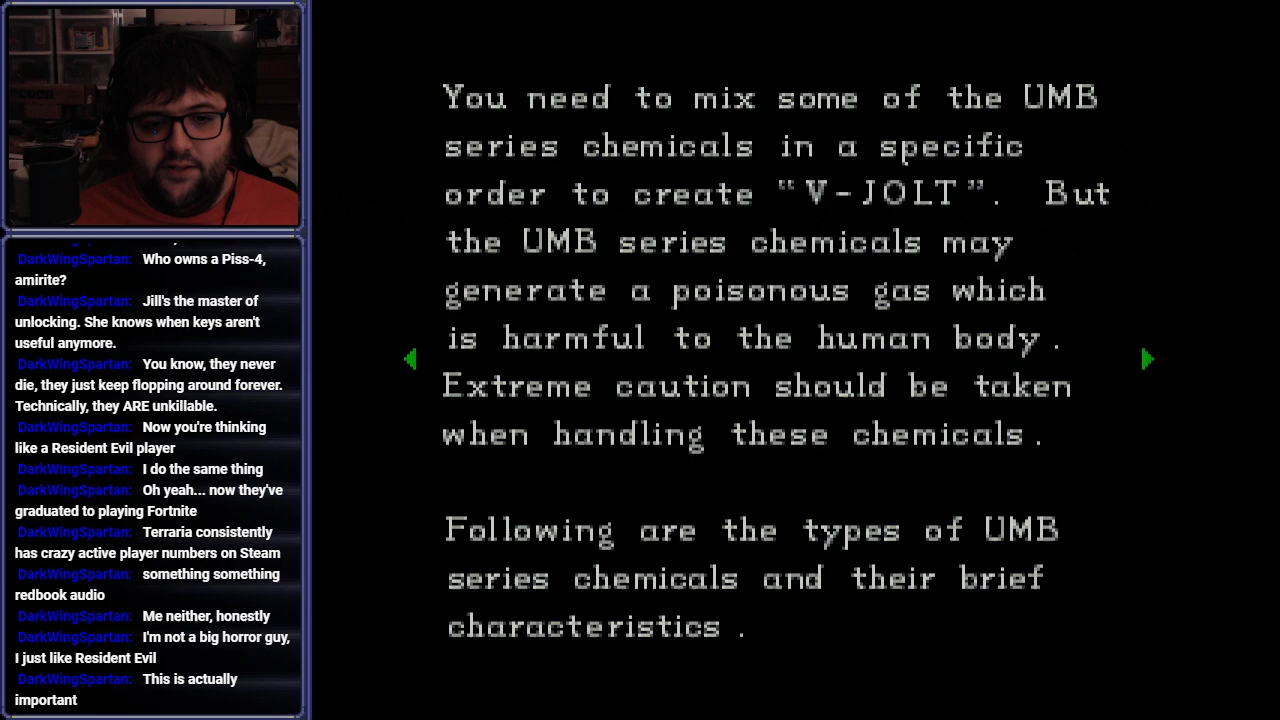 DarkWingSpartan: Who owns a Piss-4,
amirite?
DarkWingSpartan: Jill's the master of
unlocking. She knows when keys aren't
useful anymore.
DarkWingSpartan: You know, they never
die, they just keep flopping around forever.
Technically, they ARE unkillable.
DarkWingSpartan: Now you're thinking
like a Resident Evil player
DarkWingSpartan: I do the same thing
DarkWingSpartan: Oh yeah... now they've
graduated to playing Fortnite
DarkWingSpartan: Terraria consistently
has crazy active player numbers on Steam
DarkWingSpartan: something something
redbook audio
DarkWingSpartan: Me neither, honestly
DarkWingSpartan: I'm not a big horror guy,
I just like Resident Evil
DarkWingSpartan: This is actually
important
You need to mix some of the UMB
series chemicals in a specific
order to create "V-JOLT". But
the UMB series chemicals may
generate a poisonous gas which
is harmful to the human body.
Extreme caution should be taken
when handling these chemicals.
Following are the types of UMB
series chemicals and their brief
characteristics.